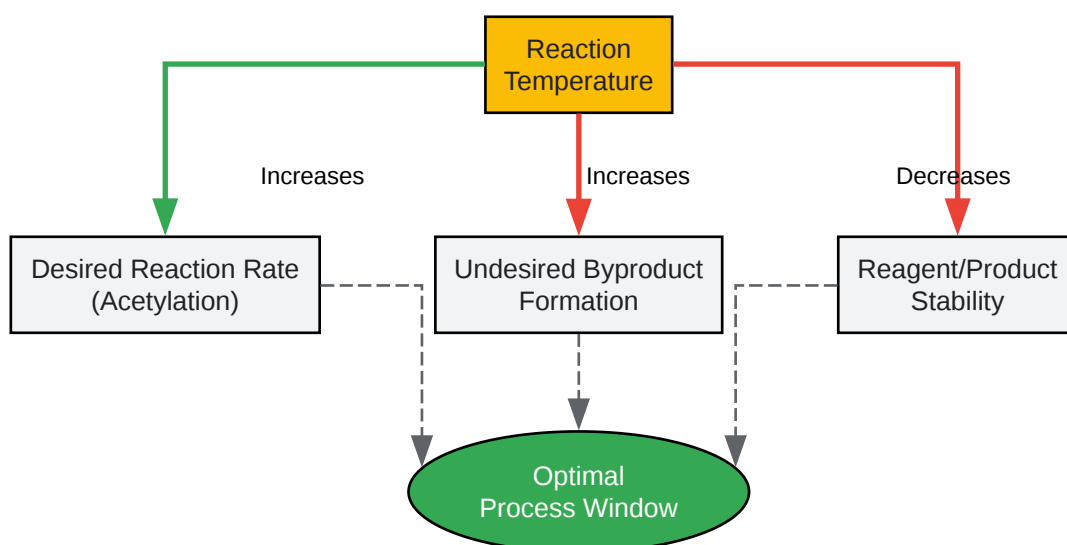 Reaction
Temperature
Increases
Increases
Decreases
Desired Reaction Rate
(Acetylation)
Undesired Byproduct
Formation
Reagent/Product
Stability
Optimal
Process Window